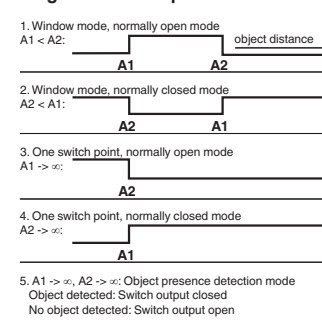 1. Window mode, normally open mode
A1 < A2:
object distance
A1 A2
2. Window mode, normally closed mode
A2 < A1:
A2 A1
3. One switch point, normally open mode
A1 -> ∞:
A2
4. One switch point, normally closed mode
A2 -> ∞:
A1
5. A1 -> ∞, A2 -> ∞: Object presence detection mode
Object detected: Switch output closed
No object detected: Switch output open